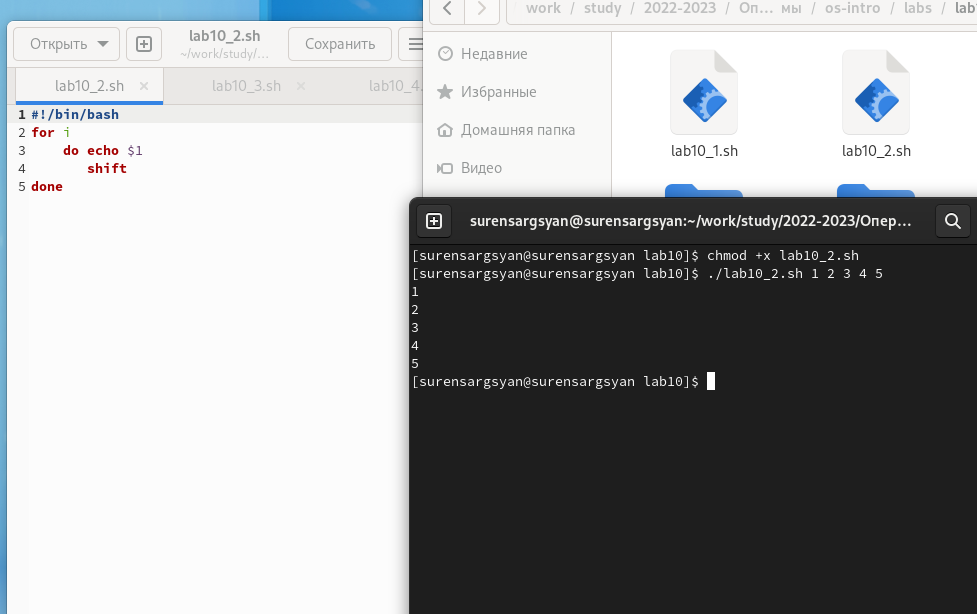 Открыть
lab10_2.sh
~/work/study/...
Сохранить
lab10_2.sh
lab10_3.sh
lab10_4.
1 #!/bin/bash
2 for i
3     do echo $1
4        shift
5 done
work / study / 2022-2023 / Оп... мы / os-intro / labs / lab
Недавние
Избранные
Домашняя папка
Видео
lab10_1.sh
lab10_2.sh
surensargsyan@surensargsyan:~/work/study/2022-2023/Опер...
[surensargsyan@surensargsyan lab10]$ chmod +x lab10_2.sh
[surensargsyan@surensargsyan lab10]$ ./lab10_2.sh 1 2 3 4 5
1
2
3
4
5
[surensargsyan@surensargsyan lab10]$